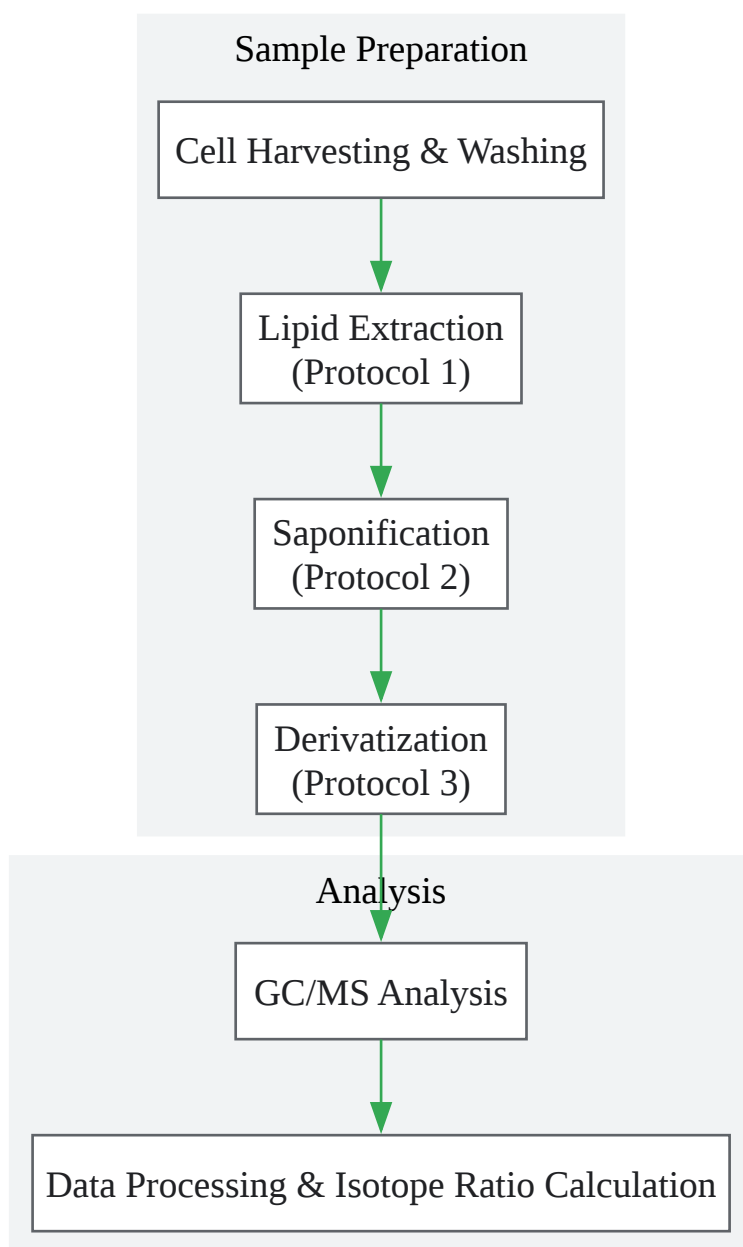 Sample Preparation
Cell Harvesting & Washing
Lipid Extraction
(Protocol 1)
Saponification
(Protocol 2)
Derivatization
(Protocol 3)
Analysis
GC/MS Analysis
Data Processing & Isotope Ratio Calculation